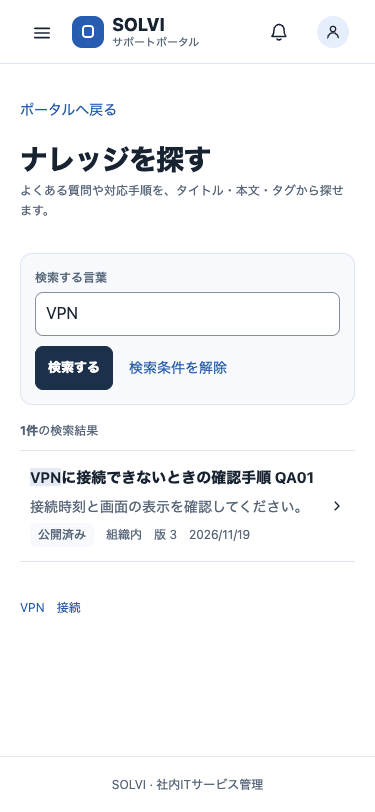 SOLVI
サポートポータル
ポータルへ戻る
ナレッジを探す
よくある質問や対応手順を、タイトル・本文・タグから探せ
ます。
検索する言葉
VPN
検索する 検索条件を解除
1件の検索結果
VPNに接続できないときの確認手順 QA01
接続時刻と画面の表示を確認してください。
公開済み 組織内 版 3 2026/11/19
VPN 接続
SOLVI · 社内ITサービス管理